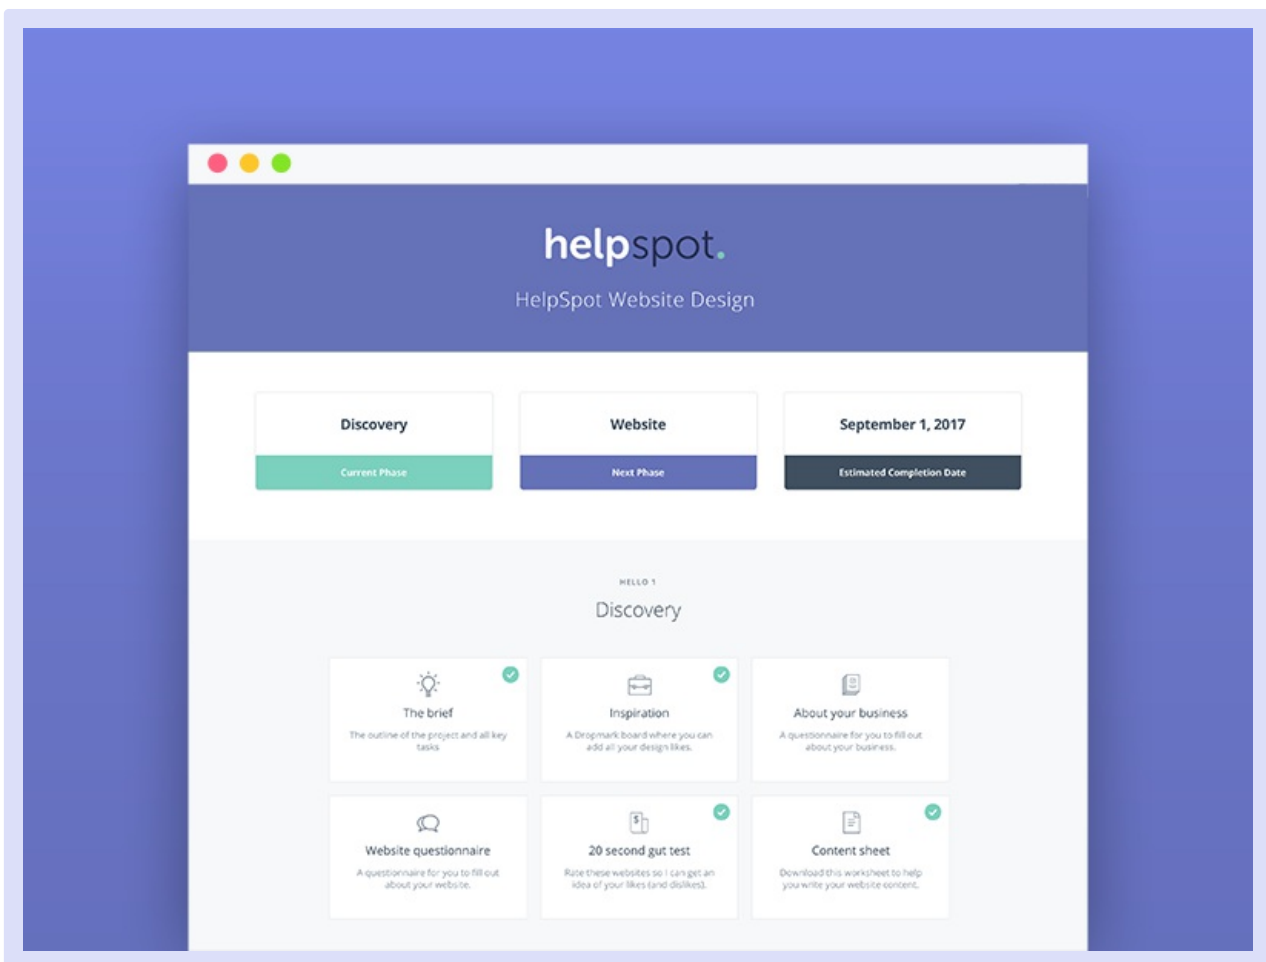 helpspot.
HelpSpot Website Design
Discovery
Current Phase
Website
Next Phase
September 1, 2017
Estimated Completion Date
HELLO 1
Discovery
The brief
The outline of the project and all key
tasks
Inspiration
A Dropmark board where you can
add all your design likes.
About your business
A questionnaire for you to fill out
about your business.
Website questionnaire
A questionnaire for you to fill out
about your website.
$
20 second gut test
Rate these websites so I can get an
idea of your likes (and dislikes).
Content sheet
Download this worksheet to help
you write your website content.